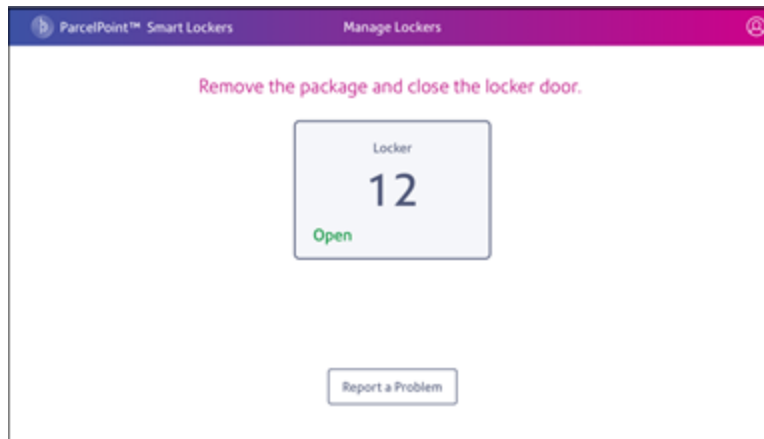 ParcelPoint™ Smart Lockers
Manage Lockers
Remove the package and close the locker door.
Locker
12
Open
Report a Problem